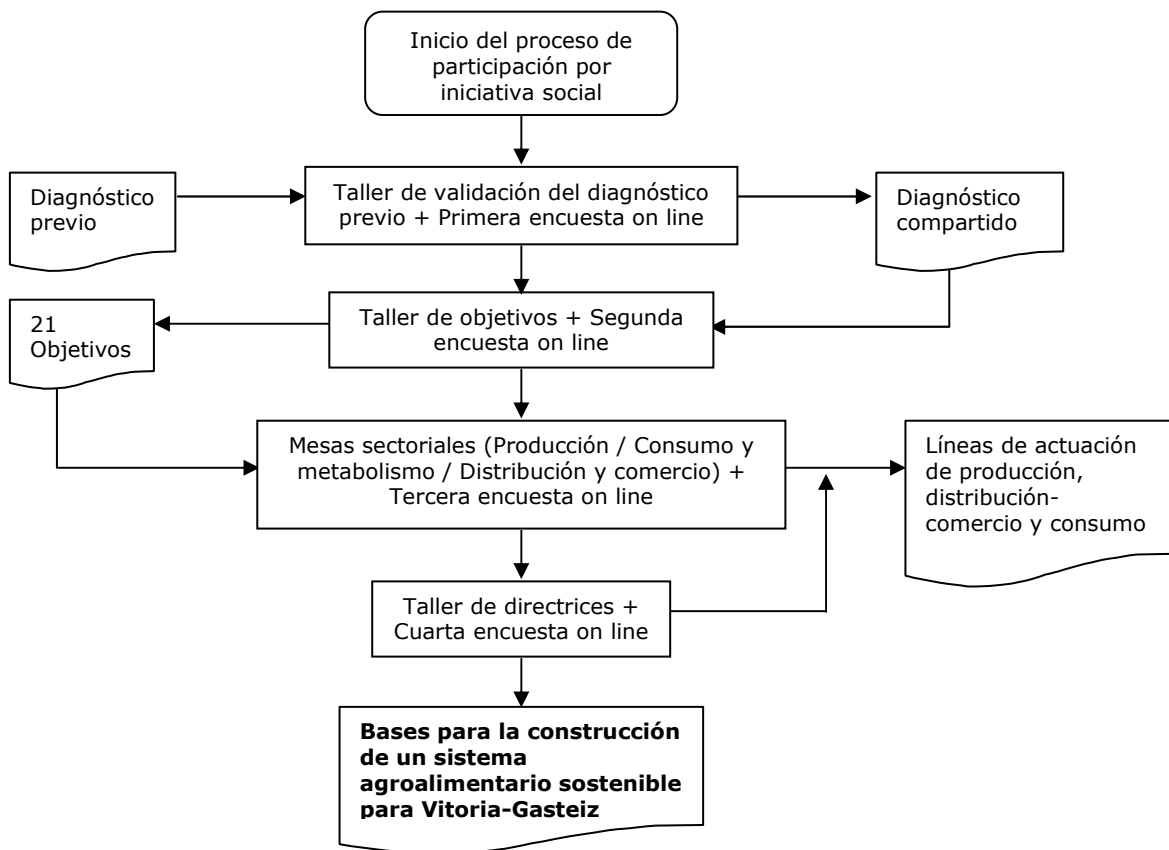 Inicio del proceso de
participación por
iniciativa social
Diagnóstico
previo
Taller de validación del diagnóstico
previo + Primera encuesta on line
Diagnóstico
compartido
21
Objetivos
Taller de objetivos + Segunda
encuesta on line
Mesas sectoriales (Producción / Consumo y
metabolismo / Distribución y comercio) +
Tercera encuesta on line
Líneas de actuación
de producción,
distribución-
comercio y consumo
Taller de directrices +
Cuarta encuesta on line
Bases para la construcción
de un sistema
agroalimentario sostenible
para Vitoria-Gasteiz